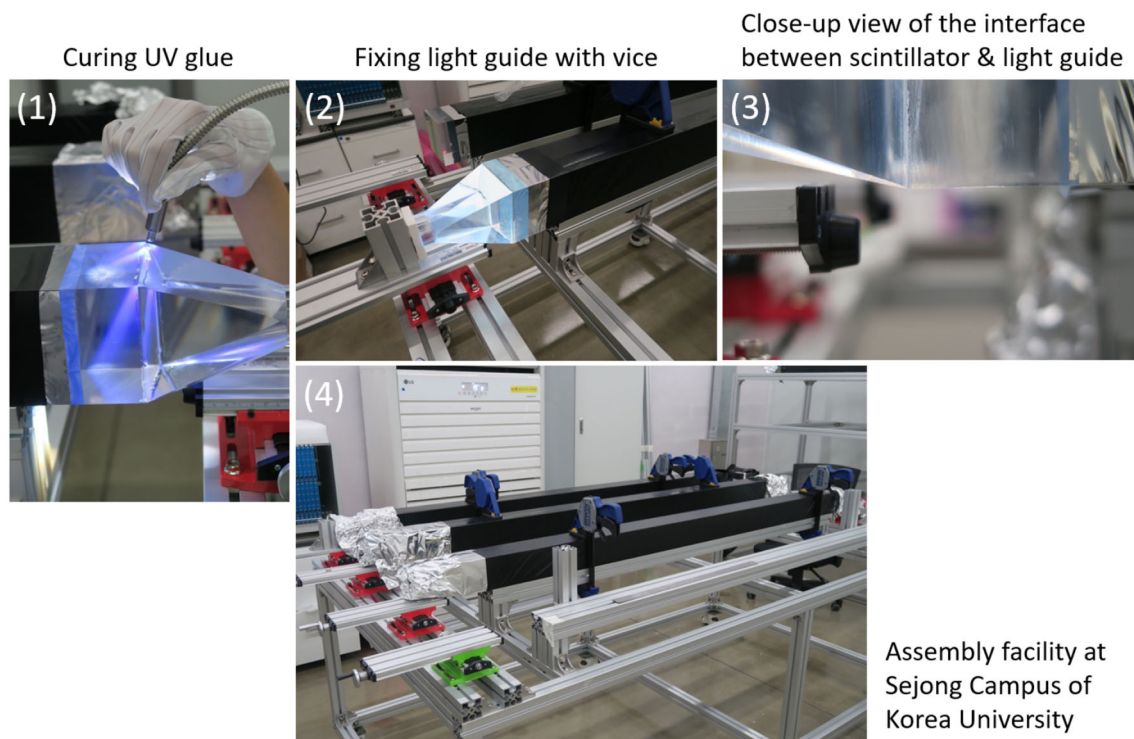 Curing UV glue
Fixing light guide with vice
Close-up view of the interface
between scintillator & light guide
(1)
(2)
(3)
(4)
LG
Assembly facility at
Sejong Campus of
Korea University